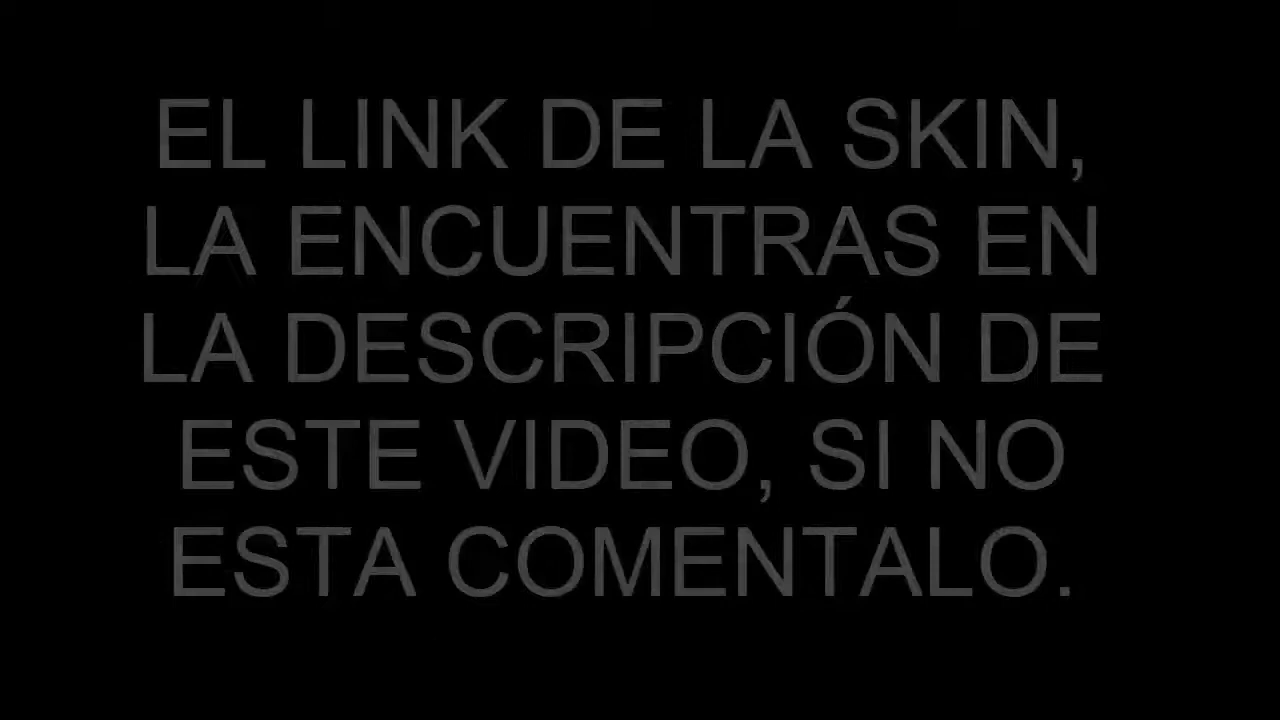 EL LINK DE LA SKIN,
LA ENCUENTRAS EN
LA DESCRIPCIÓN DE
ESTE VIDEO, SI NO
ESTA COMENTALO.